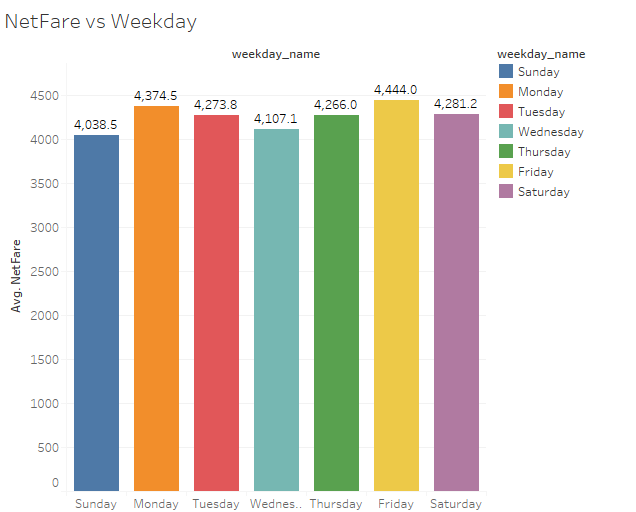 NetFare vs Weekday
weekday_name
weekday_name
Sunday
Monday
Tuesday
Wednesday
Thursday
Friday
Saturday
4,038.5
4,374.5
4,273.8
4,107.1
4,266.0
4,444.0
4,281.2
Avg. NetFare
4500
4000
3500
3000
2500
2000
1500
1000
500
0
Sunday
Monday
Tuesday
Wednes..
Thursday
Friday
Saturday